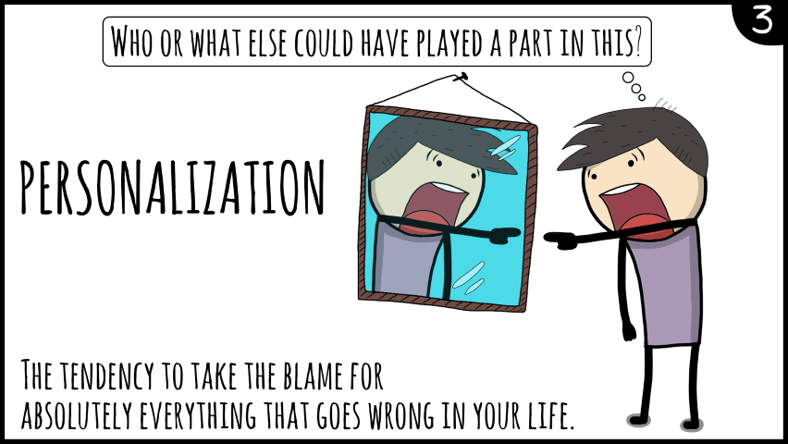 3
WHO OR WHAT ELSE COULD HAVE PLAYED A PART IN THIS?
PERSONALIZATION
THE TENDENCY TO TAKE THE BLAME FOR
ABSOLUTELY EVERYTHING THAT GOES WRONG IN YOUR LIFE.